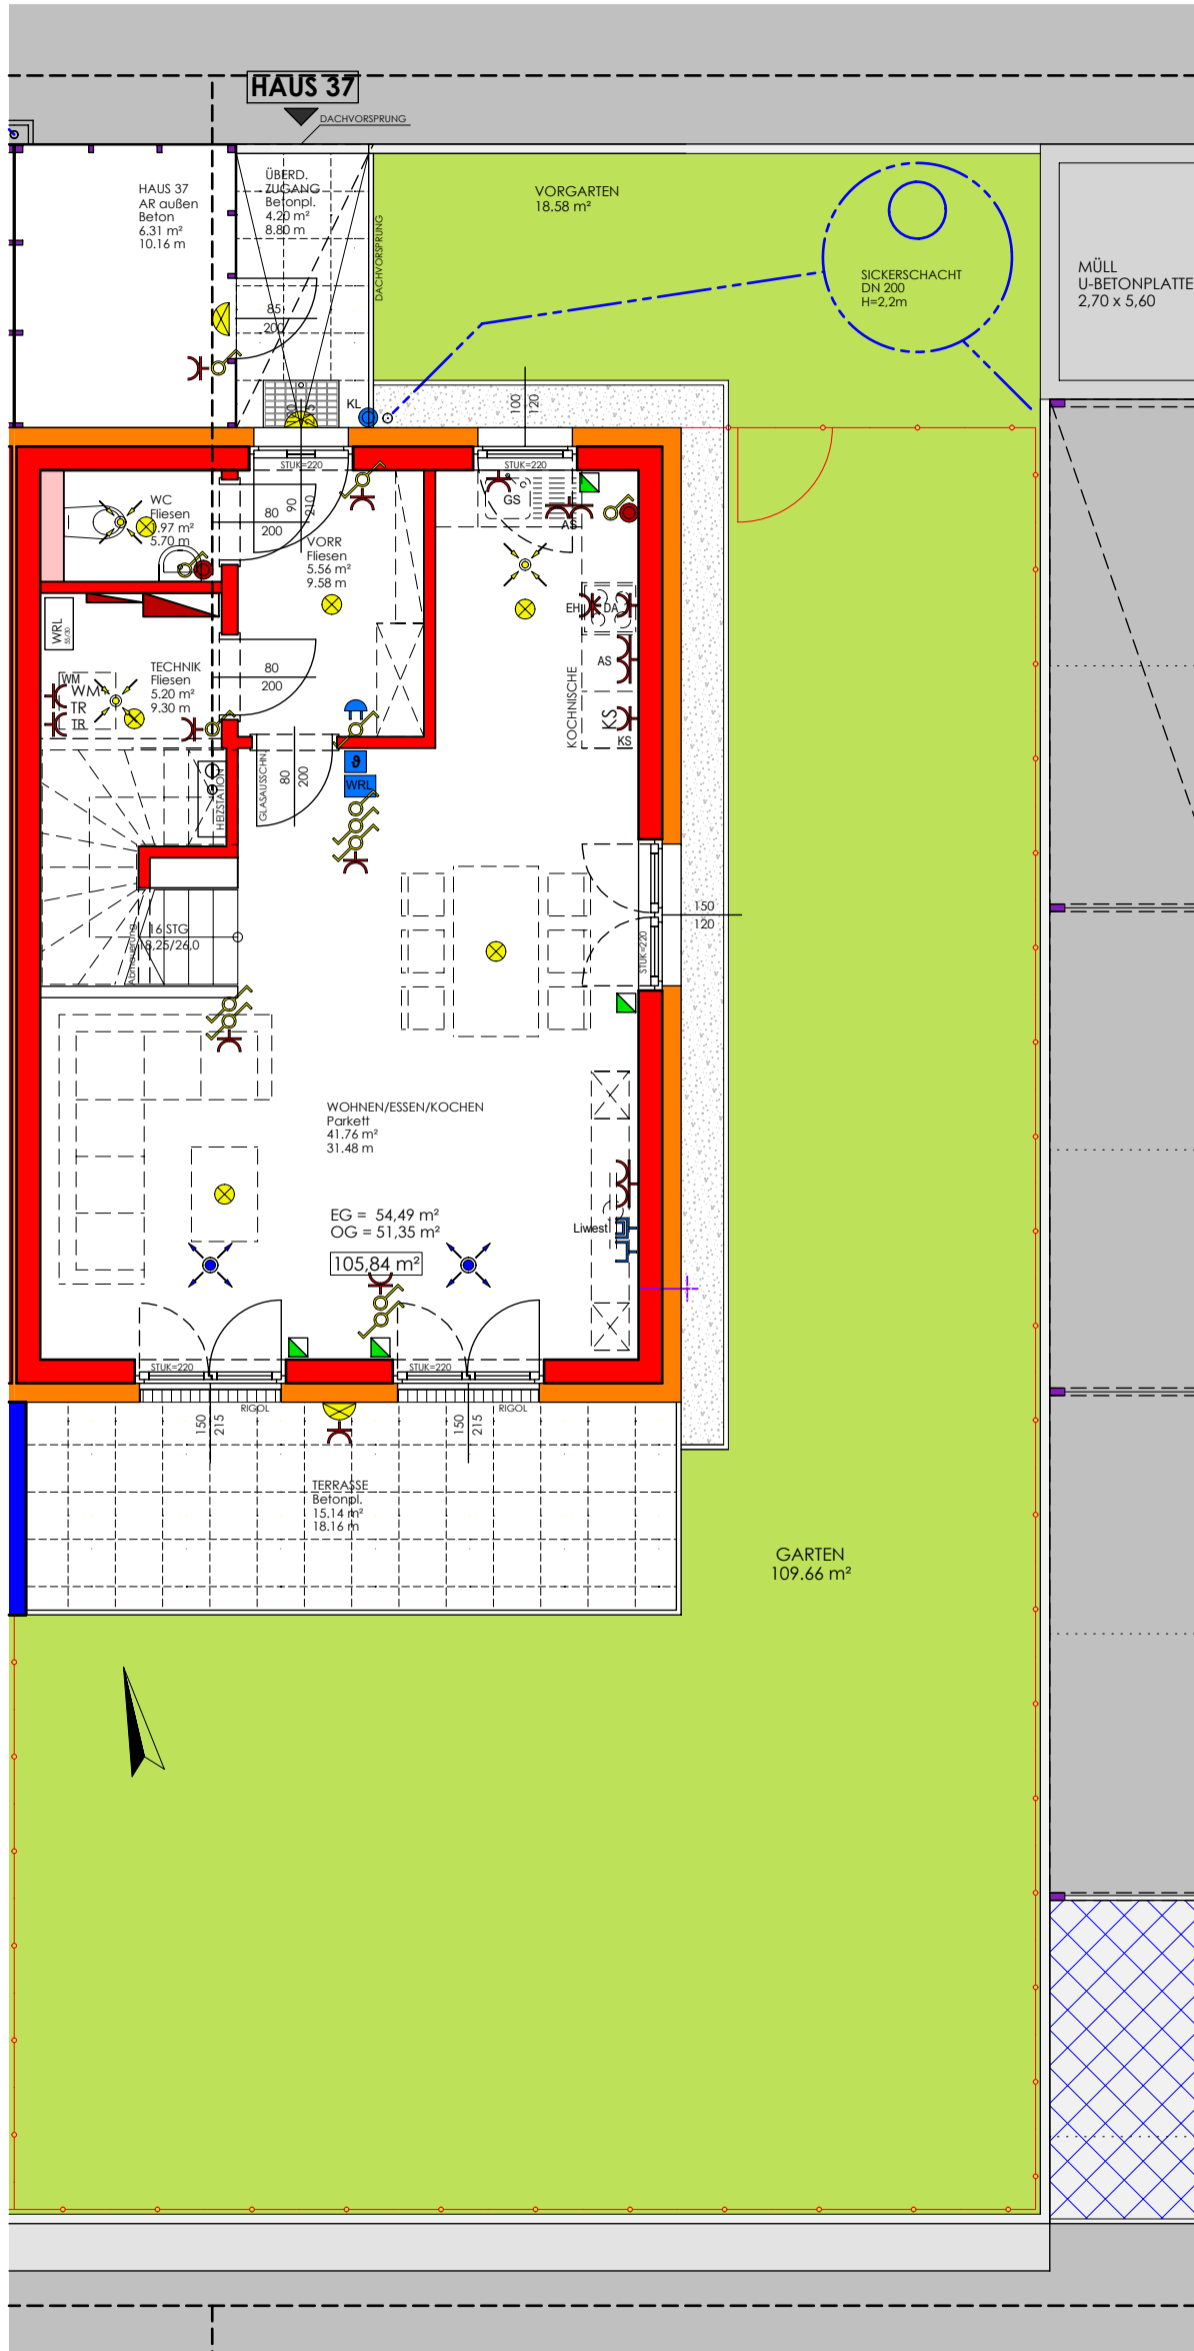 HAUS 37
DACHVORSPRUNG
HAUS 37
AR außen
Beton
6.31 m²
10.16 m
ÜBERD.
ZUGANG
Betonpl.
4.20 m²
8.80 m
DACHVORSPRUNG
VORGARTEN
18.58 m²
SICKERSCHACHT
DN 200
H=2,2m
MÜLL
U-BETONPLATTE
2,70 x 5,60
85
200
KL
100
120
STUK=220
STUK=220
WC
Fliesen
.97 m²
5.70 m
80
200
90
210
VORR
Fliesen
5.56 m²
9.58 m
GS
AS
EH
DA
AS
KS
KS
KOCHNISCHE
WRL
WM
WM
TR
TR
TECHNIK
Fliesen
5.20 m²
9.30 m
80
200
HEIZSTATION
GLASAUSSCHN.
80
200
WRL
16 STG
18,25/26,0
150
120
STUK=220
WOHNEN/ESSEN/KOCHEN
Parkett
41.76 m²
31.48 m
EG = 54,49 m²
OG = 51,35 m²
105,84 m²
Liwest
STUK=220
STUK=220
RIGOL
RIGOL
150
215
150
215
TERRASSE
Betonpl.
15.14 m²
18.16 m
GARTEN
109.66 m²